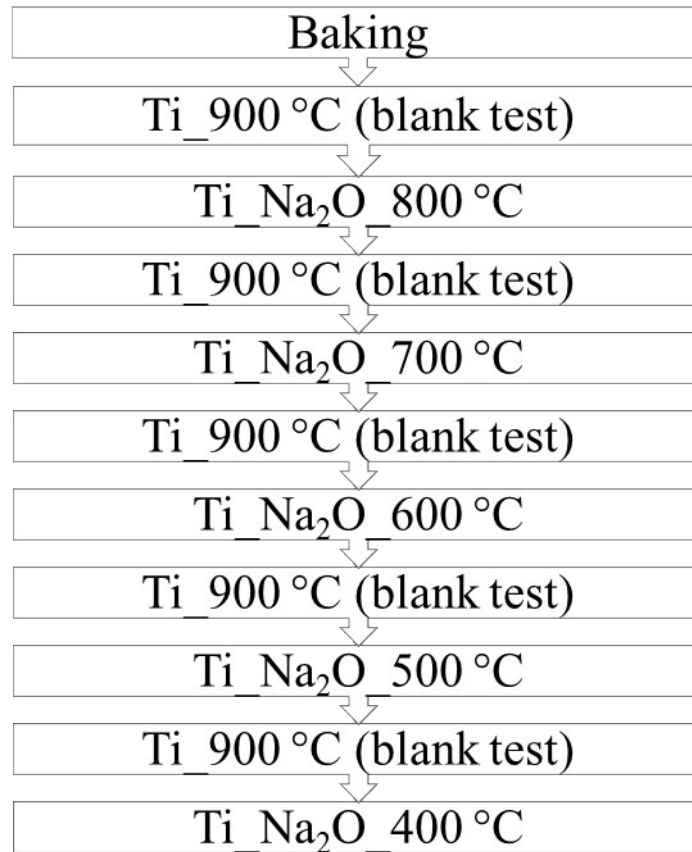 Baking
Ti_900 °C (blank test)
Ti_Na₂O_800 °C
Ti_900 °C (blank test)
Ti_Na₂O_700 °C
Ti_900 °C (blank test)
Ti_Na₂O_600 °C
Ti_900 °C (blank test)
Ti_Na₂O_500 °C
Ti_900 °C (blank test)
Ti_Na₂O_400 °C